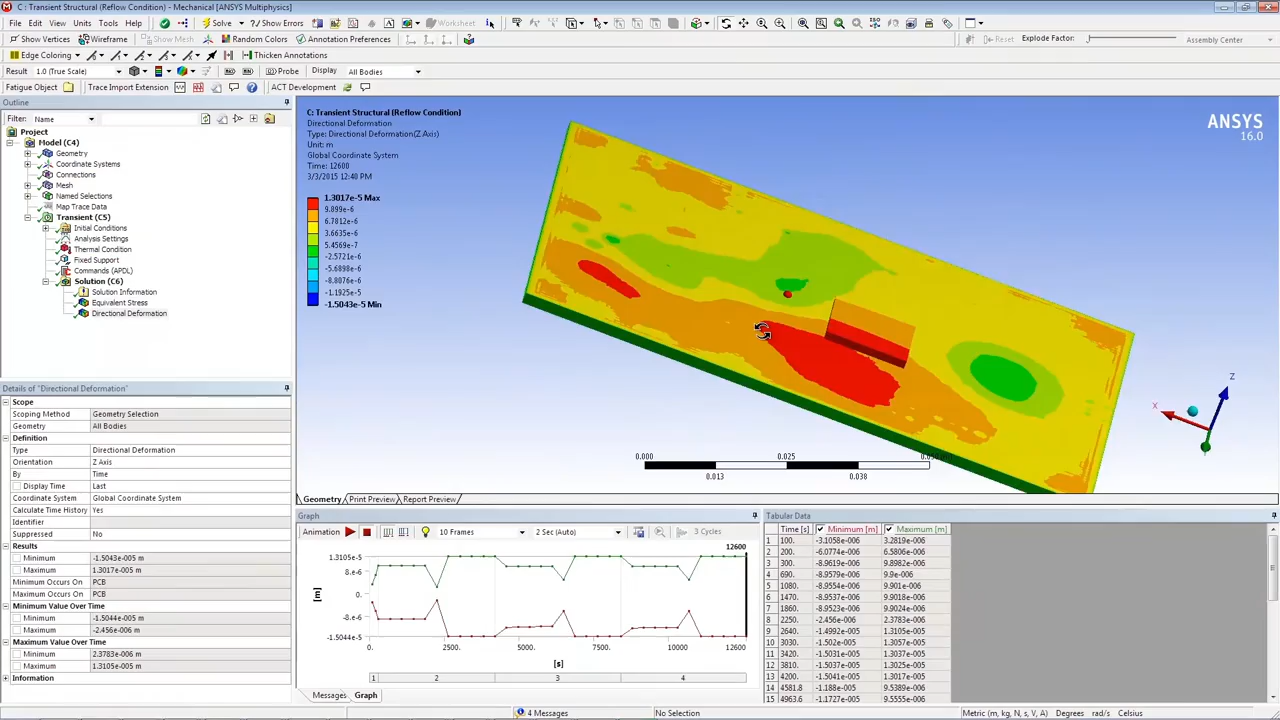 C: Transient Structural (Reflow Condition) - Mechanical [ANSYS Multiphysics]
File Edit View Units Tools Help Solve Show Errors Worksheet
Show Vertices Wireframe Show Mesh Random Colors Annotation Preferences Reset Explode Factor: Assembly Center
Edge Coloring Thicken Annotations
Result 1.0 (True Scale) Probe Display All Bodies
Fatigue Object Trace Import Extension ACT Development
Outline
Filter: Name
Project
Model (C4)
Geometry
Coordinate Systems
Connections
Mesh
Named Selections
Map Trace Data
Transient (C5)
Initial Conditions
Analysis Settings
Thermal Condition
Fixed Support
Commands (APDL)
Solution (C6)
Solution Information
Equivalent Stress
Directional Deformation
Details of "Directional Deformation"
Scope
Scoping Method Geometry Selection
Geometry All Bodies
Definition
Type Directional Deformation
Orientation Z Axis
By Time
Display Time Last
Coordinate System Global Coordinate System
Calculate Time History Yes
Identifier
Suppressed No
Results
Minimum -1.5043e-005 m
Maximum 1.3017e-005 m
Minimum Occurs On PCB
Maximum Occurs On PCB
Minimum Value Over Time
Minimum -1.5044e-005 m
Maximum -2.456e-006 m
Maximum Value Over Time
Minimum 2.3783e-006 m
Maximum 1.3105e-005 m
Information
C: Transient Structural (Reflow Condition)
Directional Deformation
Type: Directional Deformation(Z Axis)
Unit: m
Global Coordinate System
Time: 12600
3/3/2015 12:40 PM
1.3017e-5 Max
9.899e-6
6.7812e-6
3.6635e-6
5.4569e-7
-2.5721e-6
-5.6898e-6
-8.8076e-6
-1.1925e-5
-1.5043e-5 Min
ANSYS
16.0
Z
X
0.000 0.025
0.013 0.038
Geometry Print Preview Report Preview
Graph
Animation 10 Frames 2 Sec (Auto) 3 Cycles
12600
1.3105e-5
8.e-6
0.
-8.e-6
-1.5044e-5
[m]
0. 2500. 5000. 7500. 10000 12600
[s]
1 2 3 4
Messages Graph
Tabular Data
Time [s] Minimum [m] Maximum [m]
1 100. -3.1058e-006 3.2819e-006
2 200. -6.0774e-006 6.5806e-006
3 300. -8.9619e-006 9.8982e-006
4 690. -8.9579e-006 9.9e-006
5 1080. -8.9554e-006 9.901e-006
6 1470. -8.9537e-006 9.9018e-006
7 1860. -8.9523e-006 9.9024e-006
8 2250. -2.456e-006 2.3783e-006
9 2640. -1.4992e-005 1.3105e-005
10 3030. -1.502e-005 1.3057e-005
11 3420. -1.5031e-005 1.3037e-005
12 3810. -1.5037e-005 1.3025e-005
13 4200. -1.5041e-005 1.3017e-005
14 4581.8 -1.188e-005 9.5389e-006
15 4963.6 -1.1727e-005 9.5555e-006
4 Messages No Selection Metric (m, kg, N, s, V, A) Degrees rad/s Celsius